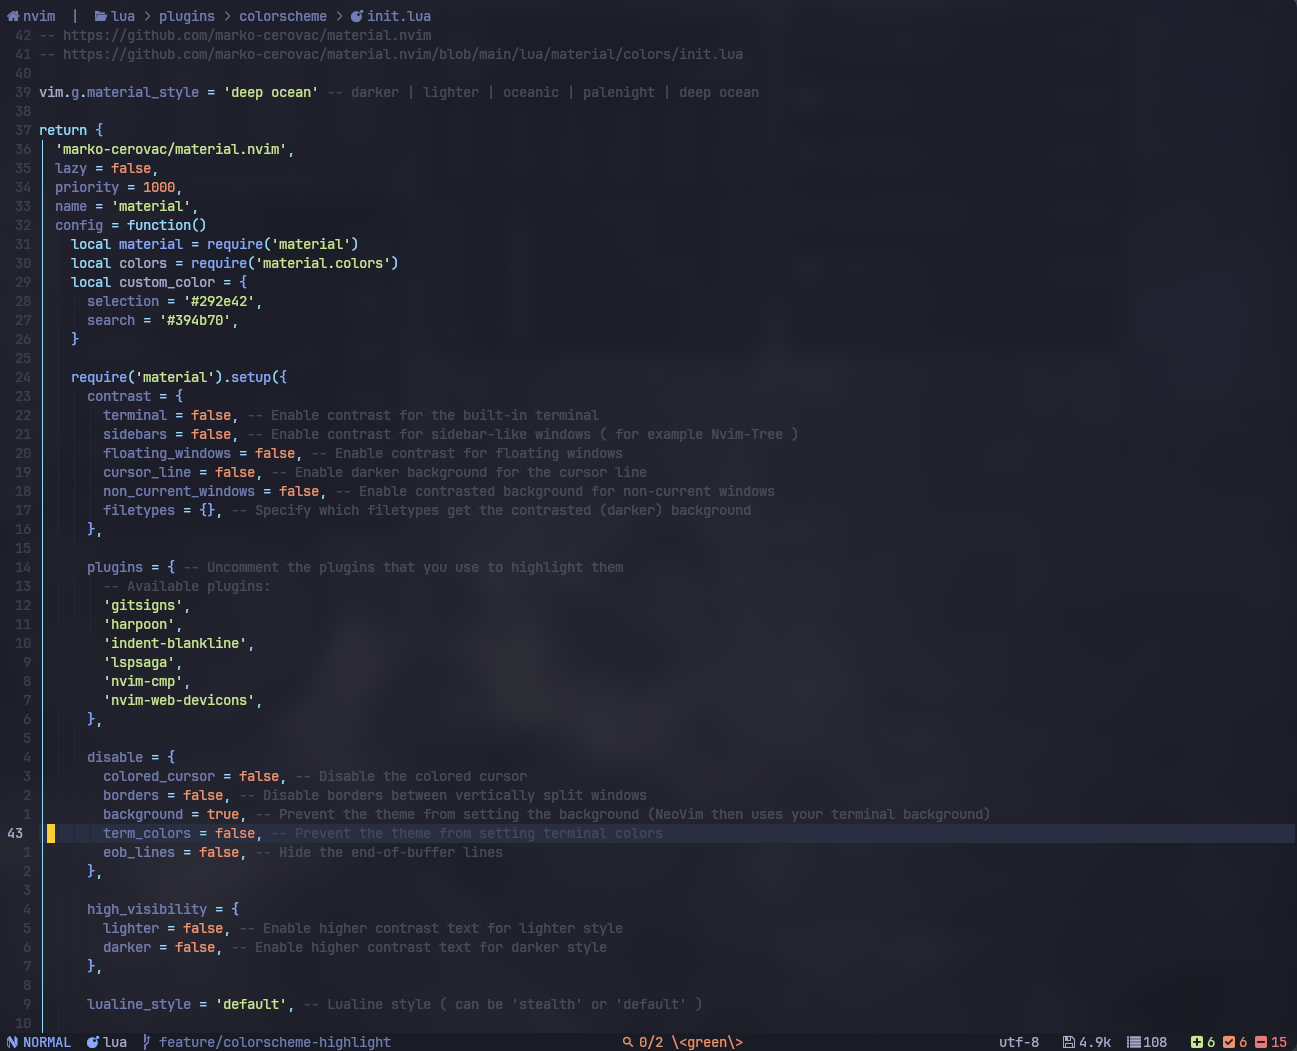 nvim | lua > plugins > colorscheme > init.lua
42 -- https://github.com/marko-cerovac/material.nvim
41 -- https://github.com/marko-cerovac/material.nvim/blob/main/lua/material/colors/init.lua
40
39 vim.g.material_style = 'deep ocean' -- darker | lighter | oceanic | palenight | deep ocean
38
37 return {
36   'marko-cerovac/material.nvim',
35   lazy = false,
34   priority = 1000,
33   name = 'material',
32   config = function()
31     local material = require('material')
30     local colors = require('material.colors')
29     local custom_color = {
28       selection = '#292e42',
27       search = '#394b70',
26     }
25
24     require('material').setup({
23       contrast = {
22         terminal = false, -- Enable contrast for the built-in terminal
21         sidebars = false, -- Enable contrast for sidebar-like windows ( for example Nvim-Tree )
20         floating_windows = false, -- Enable contrast for floating windows
19         cursor_line = false, -- Enable darker background for the cursor line
18         non_current_windows = false, -- Enable contrasted background for non-current windows
17         filetypes = {}, -- Specify which filetypes get the contrasted (darker) background
16       },
15
14       plugins = { -- Uncomment the plugins that you use to highlight them
13         -- Available plugins:
12         'gitsigns',
11         'harpoon',
10         'indent-blankline',
9         'lspsaga',
8         'nvim-cmp',
7         'nvim-web-devicons',
6       },
5
4       disable = {
3         colored_cursor = false, -- Disable the colored cursor
2         borders = false, -- Disable borders between vertically split windows
1         background = true, -- Prevent the theme from setting the background (NeoVim then uses your terminal background)
43         term_colors = false, -- Prevent the theme from setting terminal colors
1         eob_lines = false, -- Hide the end-of-buffer lines
2       },
3
4       high_visibility = {
5         lighter = false, -- Enable higher contrast text for lighter style
6         darker = false, -- Enable higher contrast text for darker style
7       },
8
9       lualine_style = 'default', -- Lualine style ( can be 'stealth' or 'default' )
10
NORMAL lua feature/colorscheme-highlight 0/2 \<green\> utf-8 4.9k 108 6 6 15